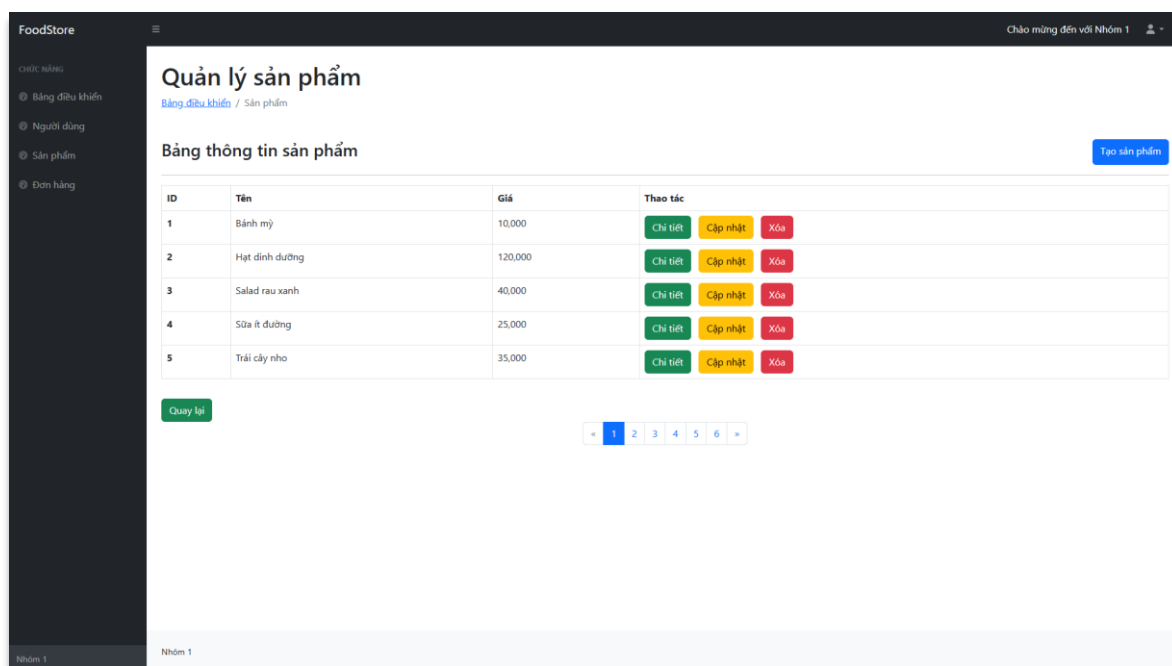 FoodStore
Chào mừng đến với Nhóm 1
CHỨC NĂNG
Bảng điều khiển
Người dùng
Sản phẩm
Đơn hàng
Quản lý sản phẩm
Bảng điều khiển / Sản phẩm
Bảng thông tin sản phẩm
Tạo sản phẩm
ID Tên Giá Thao tác
1 Bánh mỳ 10,000 Chi tiết Cập nhật Xóa
2 Hạt dinh dưỡng 120,000 Chi tiết Cập nhật Xóa
3 Salad rau xanh 40,000 Chi tiết Cập nhật Xóa
4 Sữa ít đường 25,000 Chi tiết Cập nhật Xóa
5 Trái cây nho 35,000 Chi tiết Cập nhật Xóa
Quay lại
« 1 2 3 4 5 6 »
Nhóm 1
Nhóm 1